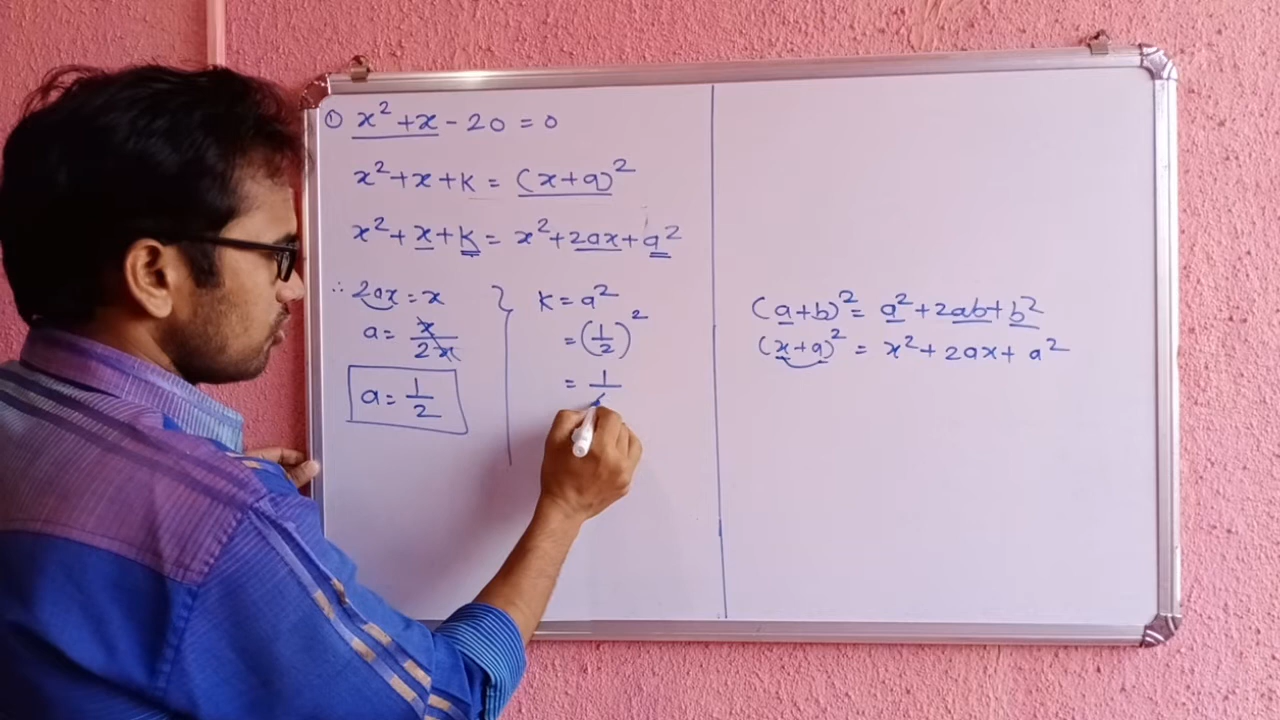 ① x² + x - 20 = 0
x² + x + k = (x + a)²
x² + x + k = x² + 2ax + a²
∴ 2ax = x
a = x/2x
a = 1/2
k = a²
= (1/2)²
= 1/
(a + b)² = a² + 2ab + b²
(x + a)² = x² + 2ax + a²